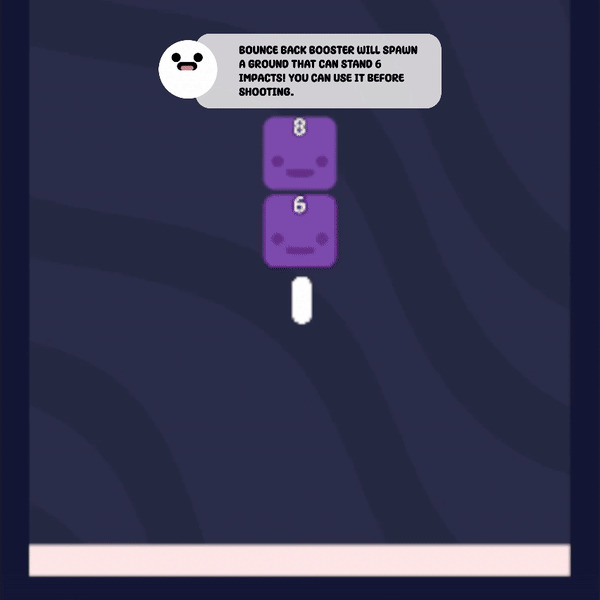 BOUNCE BACK BOOSTER WILL SPAWN
A GROUND THAT CAN STAND 6
IMPACTS! YOU CAN USE IT BEFORE
SHOOTING.
8
6